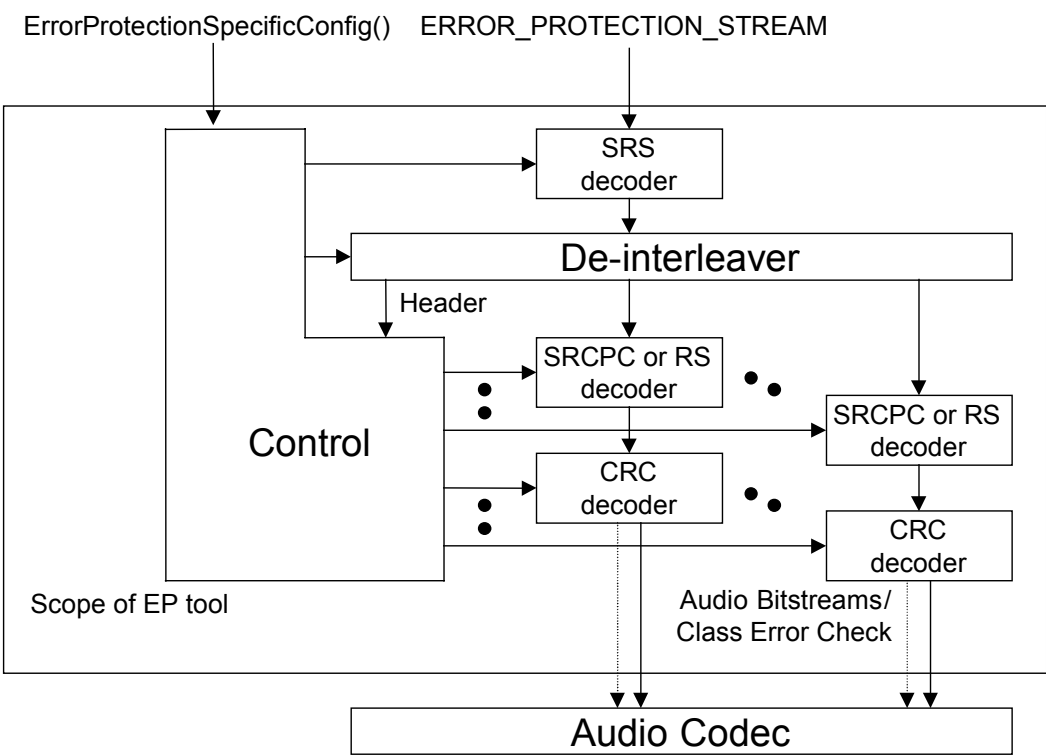 ErrorProtectionSpecificConfig()
ERROR_PROTECTION_STREAM
SRS
decoder
De-interleaver
Header
SRCPC or RS
decoder
SRCPC or RS
decoder
Control
CRC
decoder
CRC
decoder
Scope of EP tool
Audio Bitstreams/
Class Error Check
Audio Codec